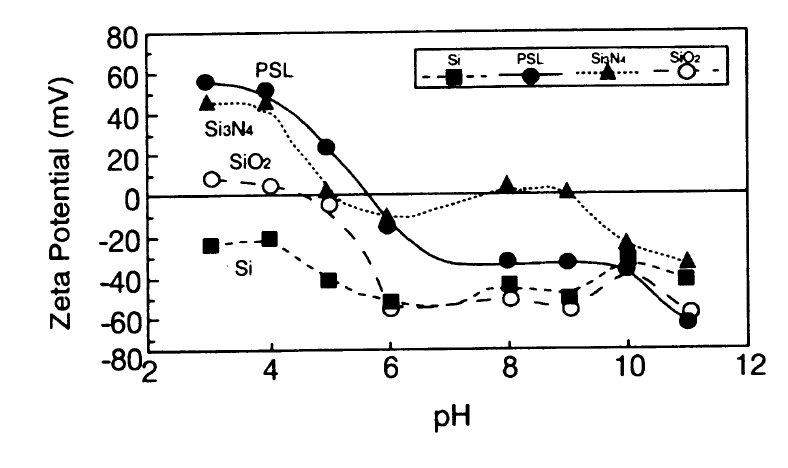 80
60
40
20
0
-20
-40
-60
-80
Zeta Potential (mV)
PSL
Si₃N₄
SiO₂
Si
Si PSL Si₃N₄ SiO₂
2 4 6 8 10 12
pH